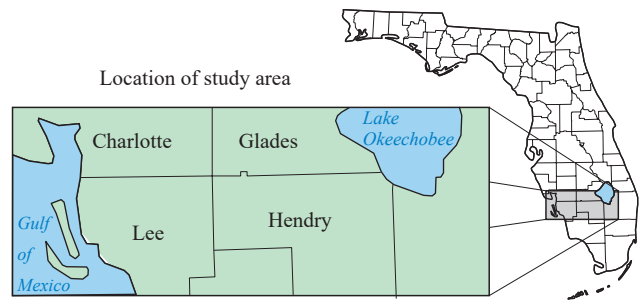 Location of study area
Charlotte
Glades
Lake
Okeechobee
Gulf
of
Mexico
Lee
Hendry